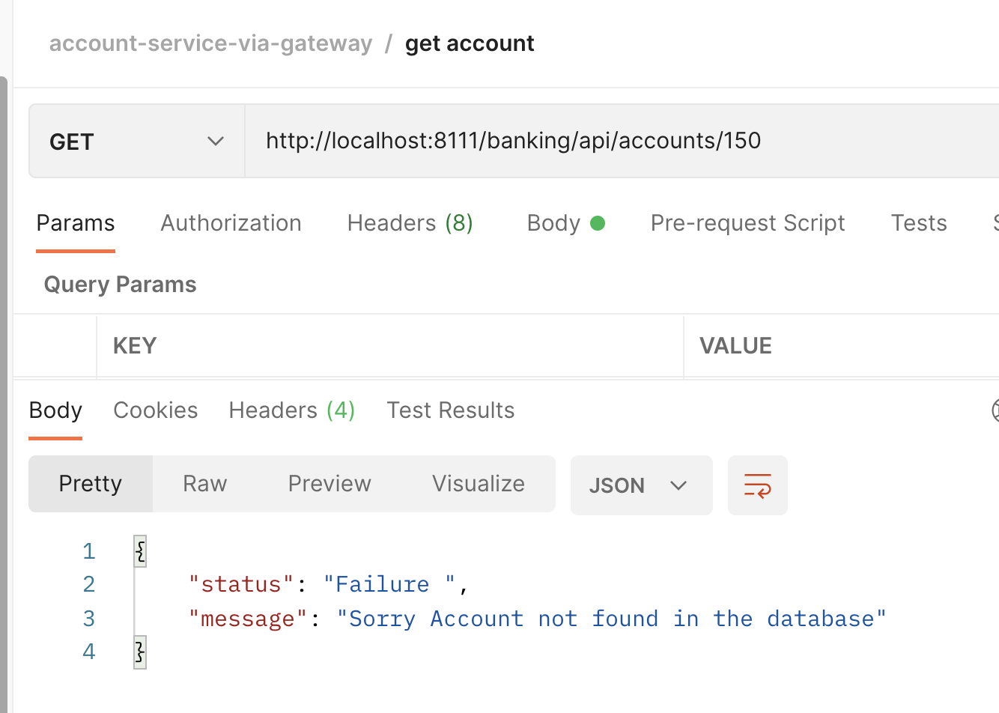 account-service-via-gateway / get account
GET http://localhost:8111/banking/api/accounts/150
Params Authorization Headers (8) Body Pre-request Script Tests
Query Params
KEY VALUE
Body Cookies Headers (4) Test Results
Pretty Raw Preview Visualize JSON
1 {
2 "status": "Failure ",
3 "message": "Sorry Account not found in the database"
4 }